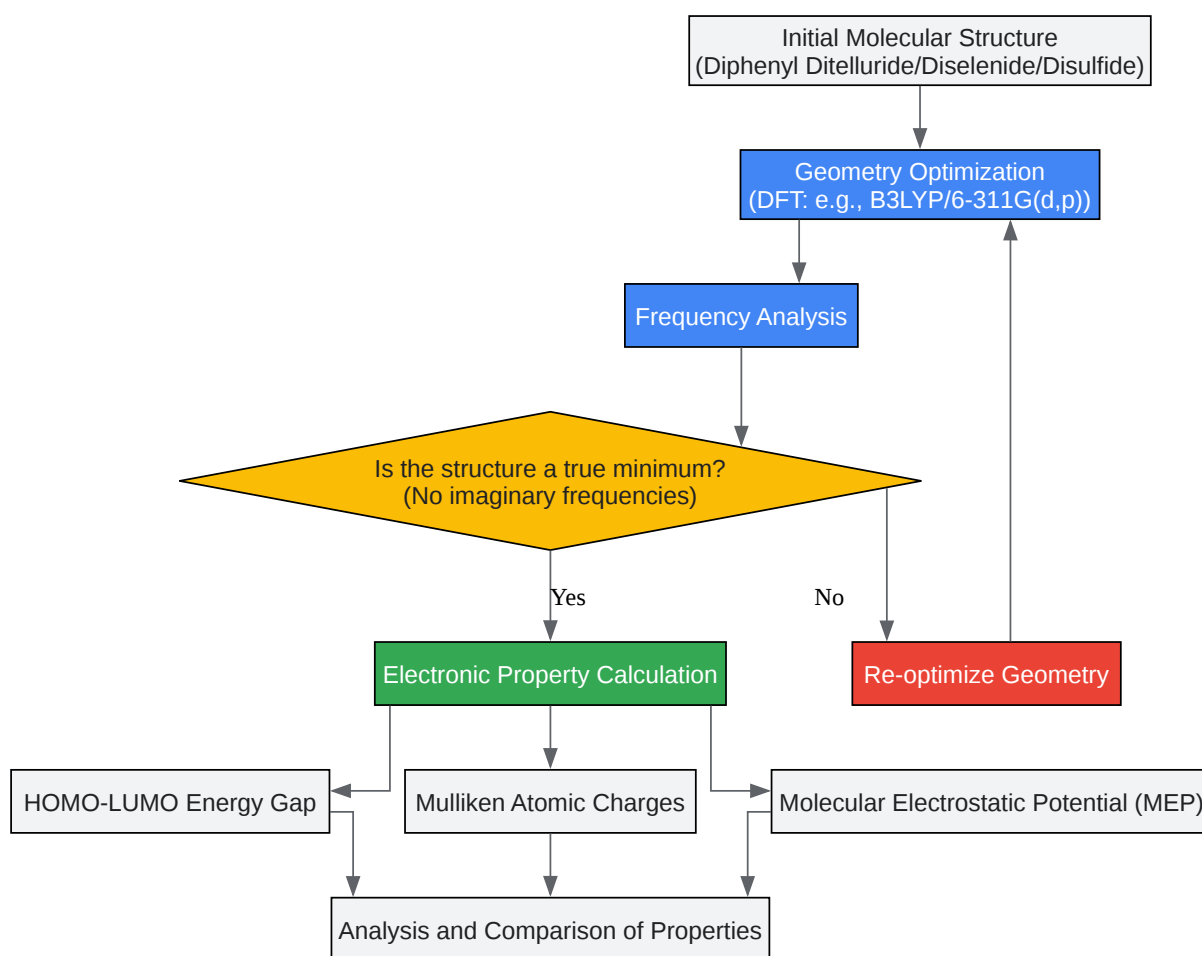 Initial Molecular Structure
(Diphenyl Ditelluride/Diselenide/Disulfide)
Geometry Optimization
(DFT: e.g., B3LYP/6-311G(d,p))
Frequency Analysis
Is the structure a true minimum?
(No imaginary frequencies)
Yes
No
Electronic Property Calculation
Re-optimize Geometry
HOMO-LUMO Energy Gap
Mulliken Atomic Charges
Molecular Electrostatic Potential (MEP)
Analysis and Comparison of Properties